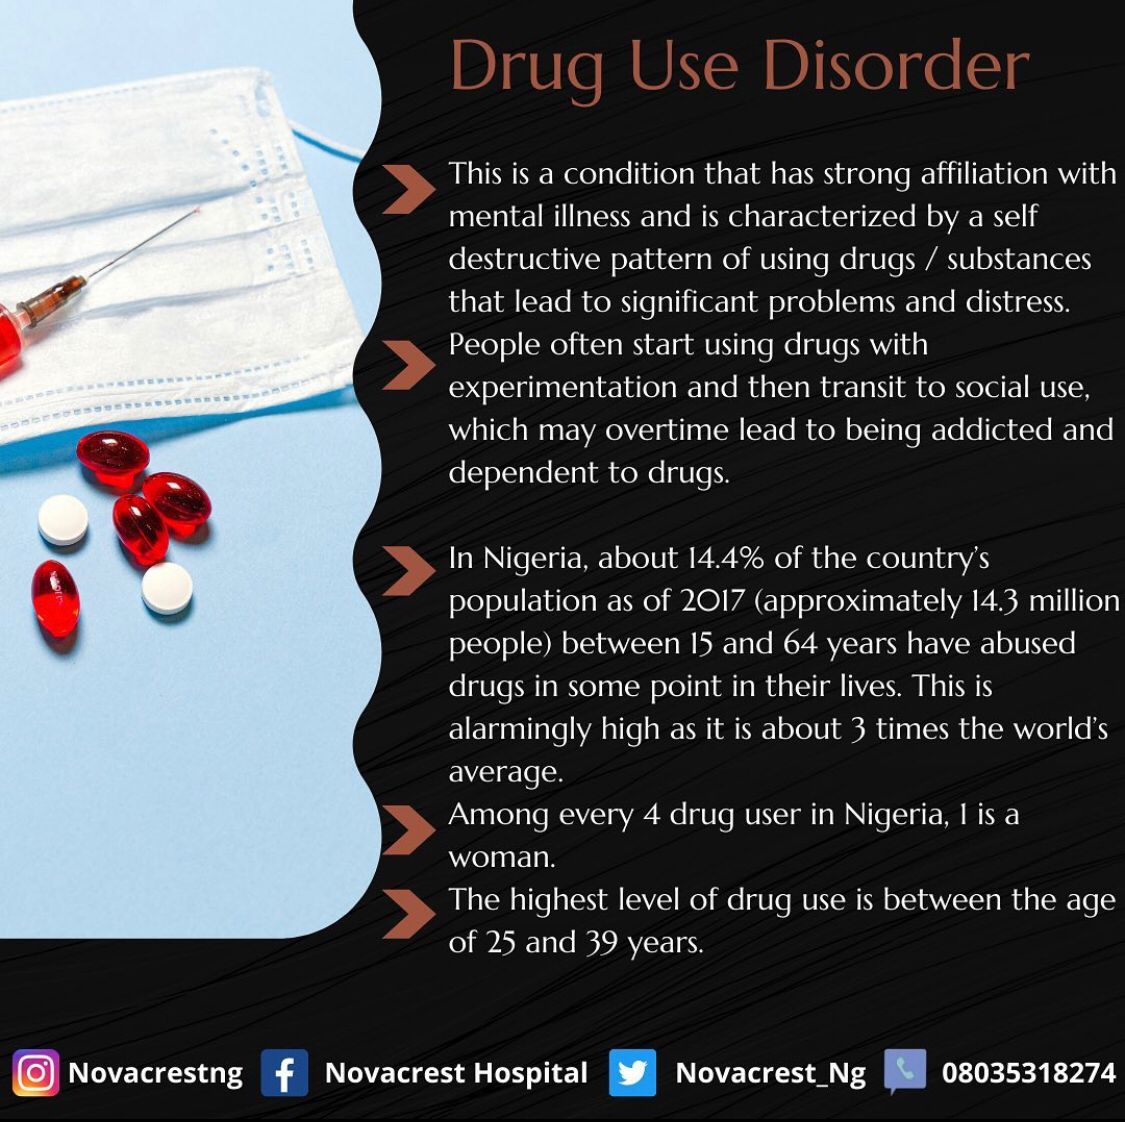 Drug Use Disorder
This is a condition that has strong affiliation with
mental illness and is characterized by a self
destructive pattern of using drugs / substances
that lead to significant problems and distress.
People often start using drugs with
experimentation and then transit to social use,
which may overtime lead to being addicted and
dependent to drugs.
In Nigeria, about 14.4% of the country's
population as of 2017 (approximately 14.3 million
people) between 15 and 64 years have abused
drugs in some point in their lives. This is
alarmingly high as it is about 3 times the world's
average.
Among every 4 drug user in Nigeria, 1 is a
woman.
The highest level of drug use is between the age
of 25 and 39 years.
Novacrestng Novacrest Hospital Novacrest_Ng 08035318274